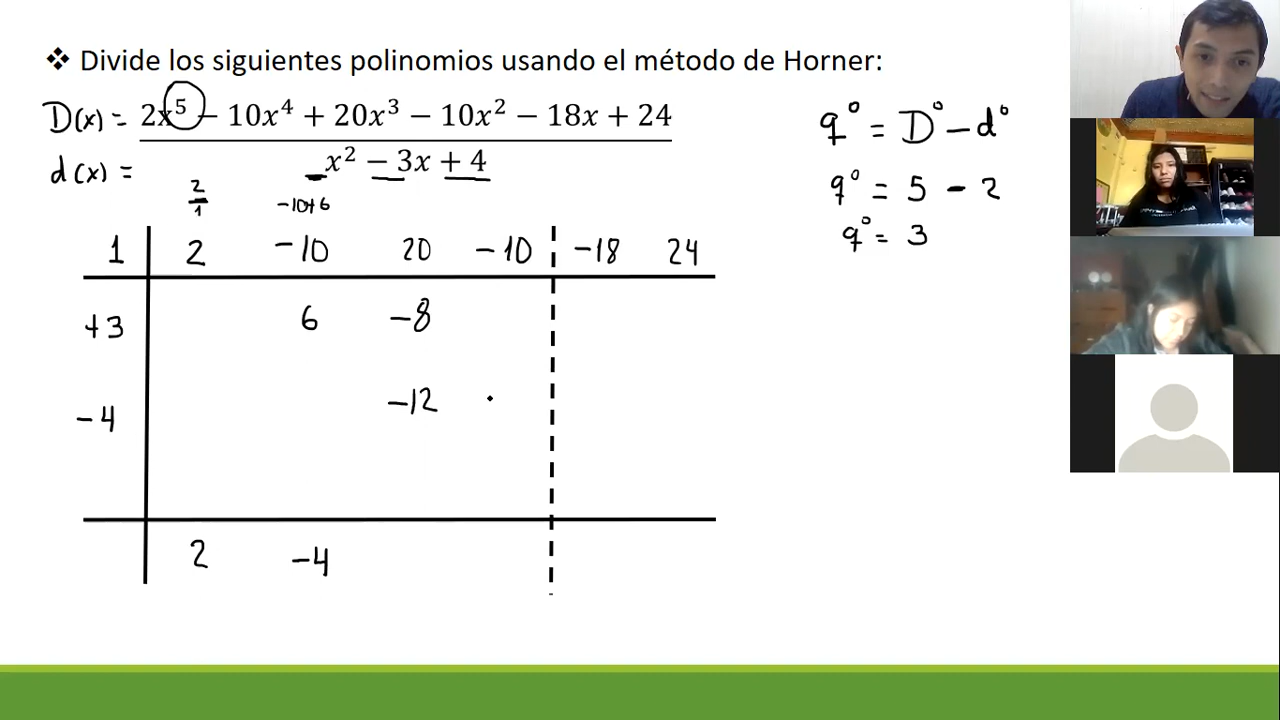 ❖ Divide los siguientes polinomios usando el método de Horner:
D(x) = 2x⁵ − 10x⁴ + 20x³ − 10x² − 18x + 24
d(x) = x² − 3x + 4
q° = D° − d°
q° = 5 − 2
q° = 3
2/1 −10+6
1 2 −10 20 −10 −18 24
+3 6 −8
−4 −12
2 −4